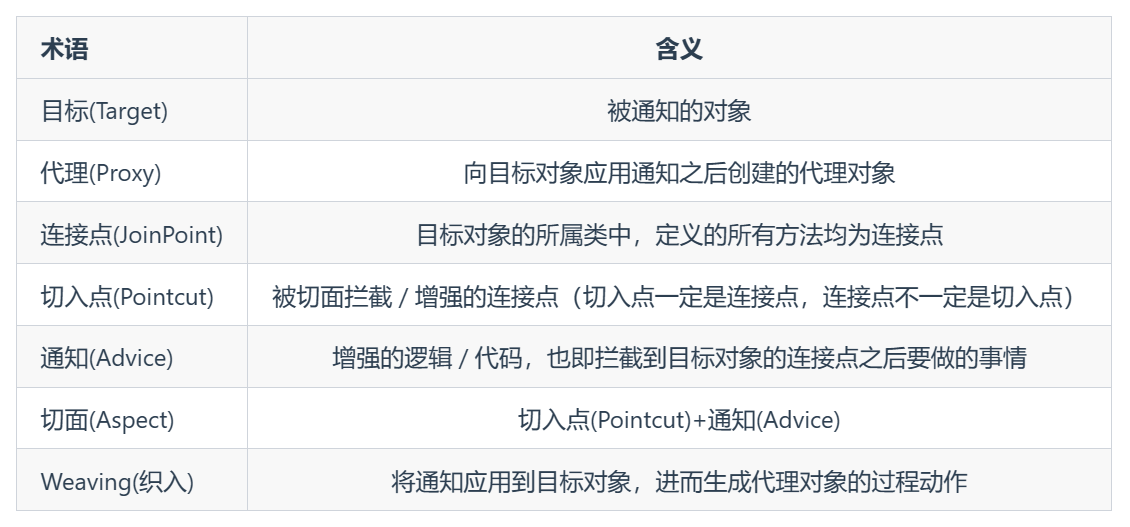 术语 含义
目标(Target) 被通知的对象
代理(Proxy) 向目标对象应用通知之后创建的代理对象
连接点(JoinPoint) 目标对象的所属类中，定义的所有方法均为连接点
切入点(Pointcut) 被切面拦截 / 增强的连接点（切入点一定是连接点，连接点不一定是切入点）
通知(Advice) 增强的逻辑 / 代码，也即拦截到目标对象的连接点之后要做的事情
切面(Aspect) 切入点(Pointcut)+通知(Advice)
Weaving(织入) 将通知应用到目标对象，进而生成代理对象的过程动作